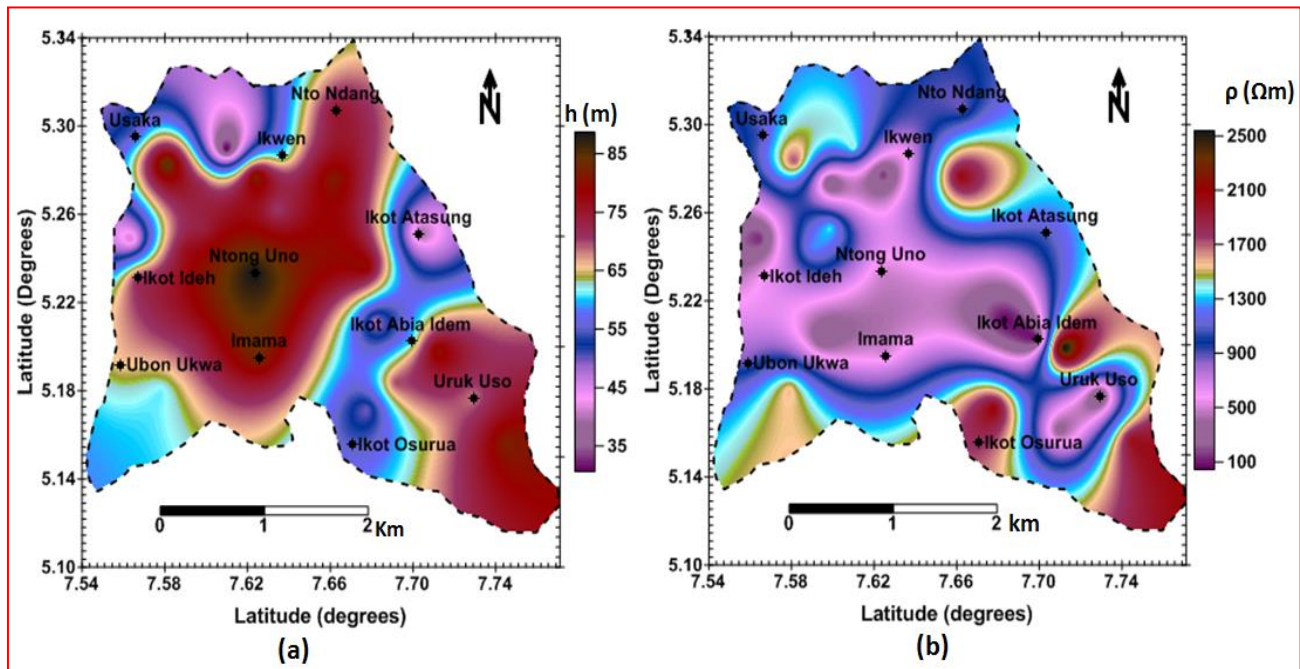 5.34
5.30
5.26
5.22
5.18
5.14
5.10
Latitude (Degrees)
7.54 7.58 7.62 7.66 7.70 7.74
Latitude (degrees)
(a)
N
Nto Ndang
Usaka
Ikwen
Ikot Atasung
Ntong Uno
Ikot Ideh
Ikot Abia Idem
Imama
Ubon Ukwa
Uruk Uso
Ikot Osurua
0 1 2 Km
h (m)
85
75
65
55
45
35
5.34
5.30
5.26
5.22
5.18
5.14
5.10
Latitude (Degrees)
7.54 7.58 7.62 7.66 7.70 7.74
Latitude (degrees)
(b)
N
Nto Ndang
Usaka
Ikwen
Ikot Atasung
Ntong Uno
Ikot Ideh
Ikot Abia Idem
Imama
Ubon Ukwa
Uruk Uso
Ikot Osurua
0 1 2 km
ρ (Ωm)
2500
2100
1700
1300
900
500
100